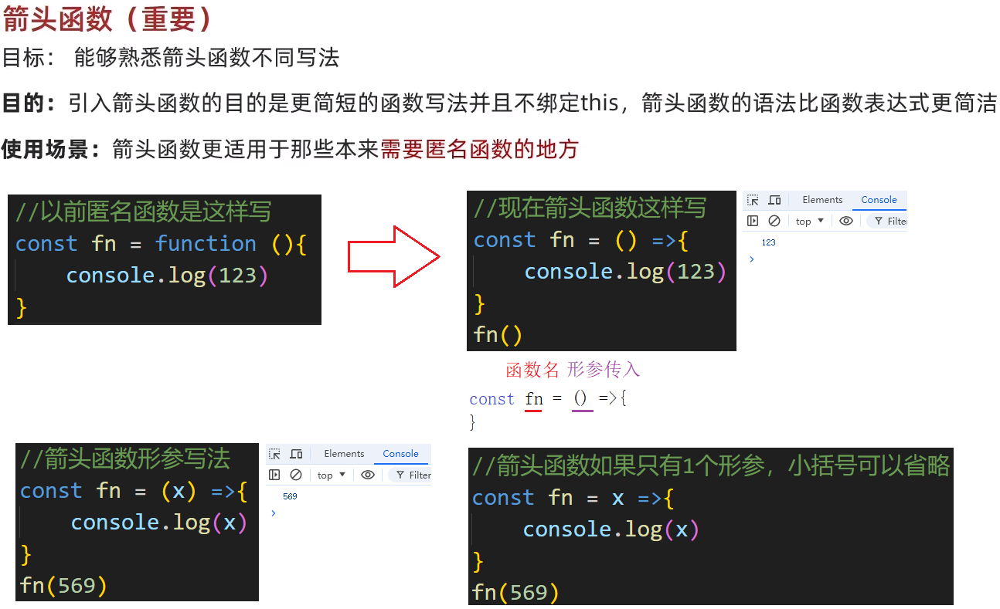 箭头函数（重要）
目标： 能够熟悉箭头函数不同写法
目的：引入箭头函数的目的是更简短的函数写法并且不绑定this，箭头函数的语法比函数表达式更简洁
使用场景：箭头函数更适用于那些本来需要匿名函数的地方
//以前匿名函数是这样写
const fn = function (){
console.log(123)
}
//现在箭头函数这样写
const fn = () =>{
console.log(123)
}
fn()
Elements Console
top ▼ Filter
123
>
函数名 形参传入
const fn = () =>{
}
//箭头函数形参写法
const fn = (x) =>{
console.log(x)
}
fn(569)
Elements Console
top ▼ Filter
569
>
//箭头函数如果只有1个形参，小括号可以省略
const fn = x =>{
console.log(x)
}
fn(569)